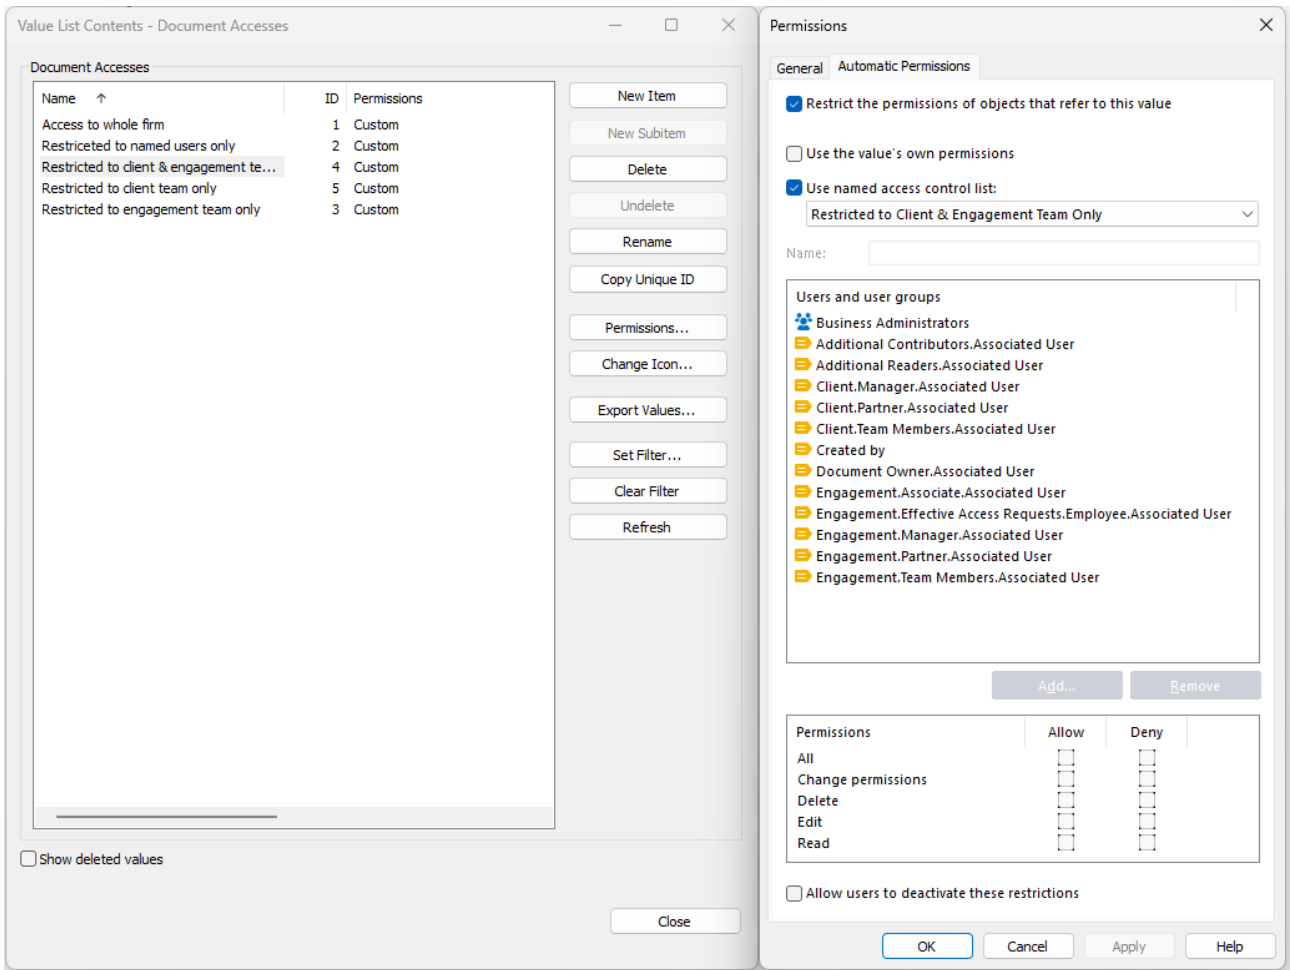 Value List Contents - Document Accesses
Document Accesses
Name ID Permissions
Access to whole firm 1 Custom
Restriceted to named users only 2 Custom
Restricted to client & engagement te... 4 Custom
Restricted to client team only 5 Custom
Restricted to engagement team only 3 Custom
New Item
New Subitem
Delete
Undelete
Rename
Copy Unique ID
Permissions...
Change Icon...
Export Values...
Set Filter...
Clear Filter
Refresh
Show deleted values
Close
Permissions
General Automatic Permissions
Restrict the permissions of objects that refer to this value
Use the value's own permissions
Use named access control list:
Restricted to Client & Engagement Team Only
Name:
Users and user groups
Business Administrators
Additional Contributors.Associated User
Additional Readers.Associated User
Client.Manager.Associated User
Client.Partner.Associated User
Client.Team Members.Associated User
Created by
Document Owner.Associated User
Engagement.Associate.Associated User
Engagement.Effective Access Requests.Employee.Associated User
Engagement.Manager.Associated User
Engagement.Partner.Associated User
Engagement.Team Members.Associated User
Add... Remove
Permissions Allow Deny
All
Change permissions
Delete
Edit
Read
Allow users to deactivate these restrictions
OK Cancel Apply Help